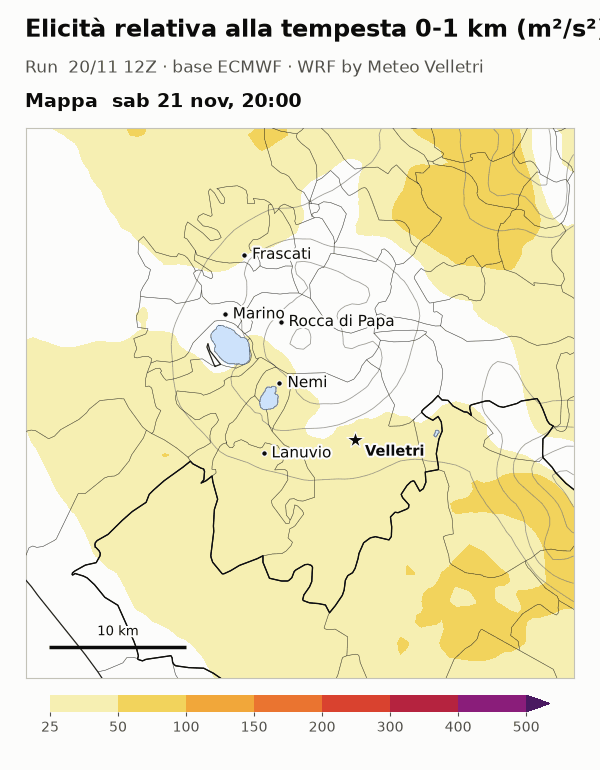 Elicità relativa alla tempesta 0-1 km (m²/s²)
Run  20/11 12Z · base ECMWF · WRF by Meteo Velletri
Mappa  sab 21 nov, 20:00
Frascati
Marino
Rocca di Papa
Nemi
Lanuvio
Velletri
10 km
25 50 100 150 200 300 400 500